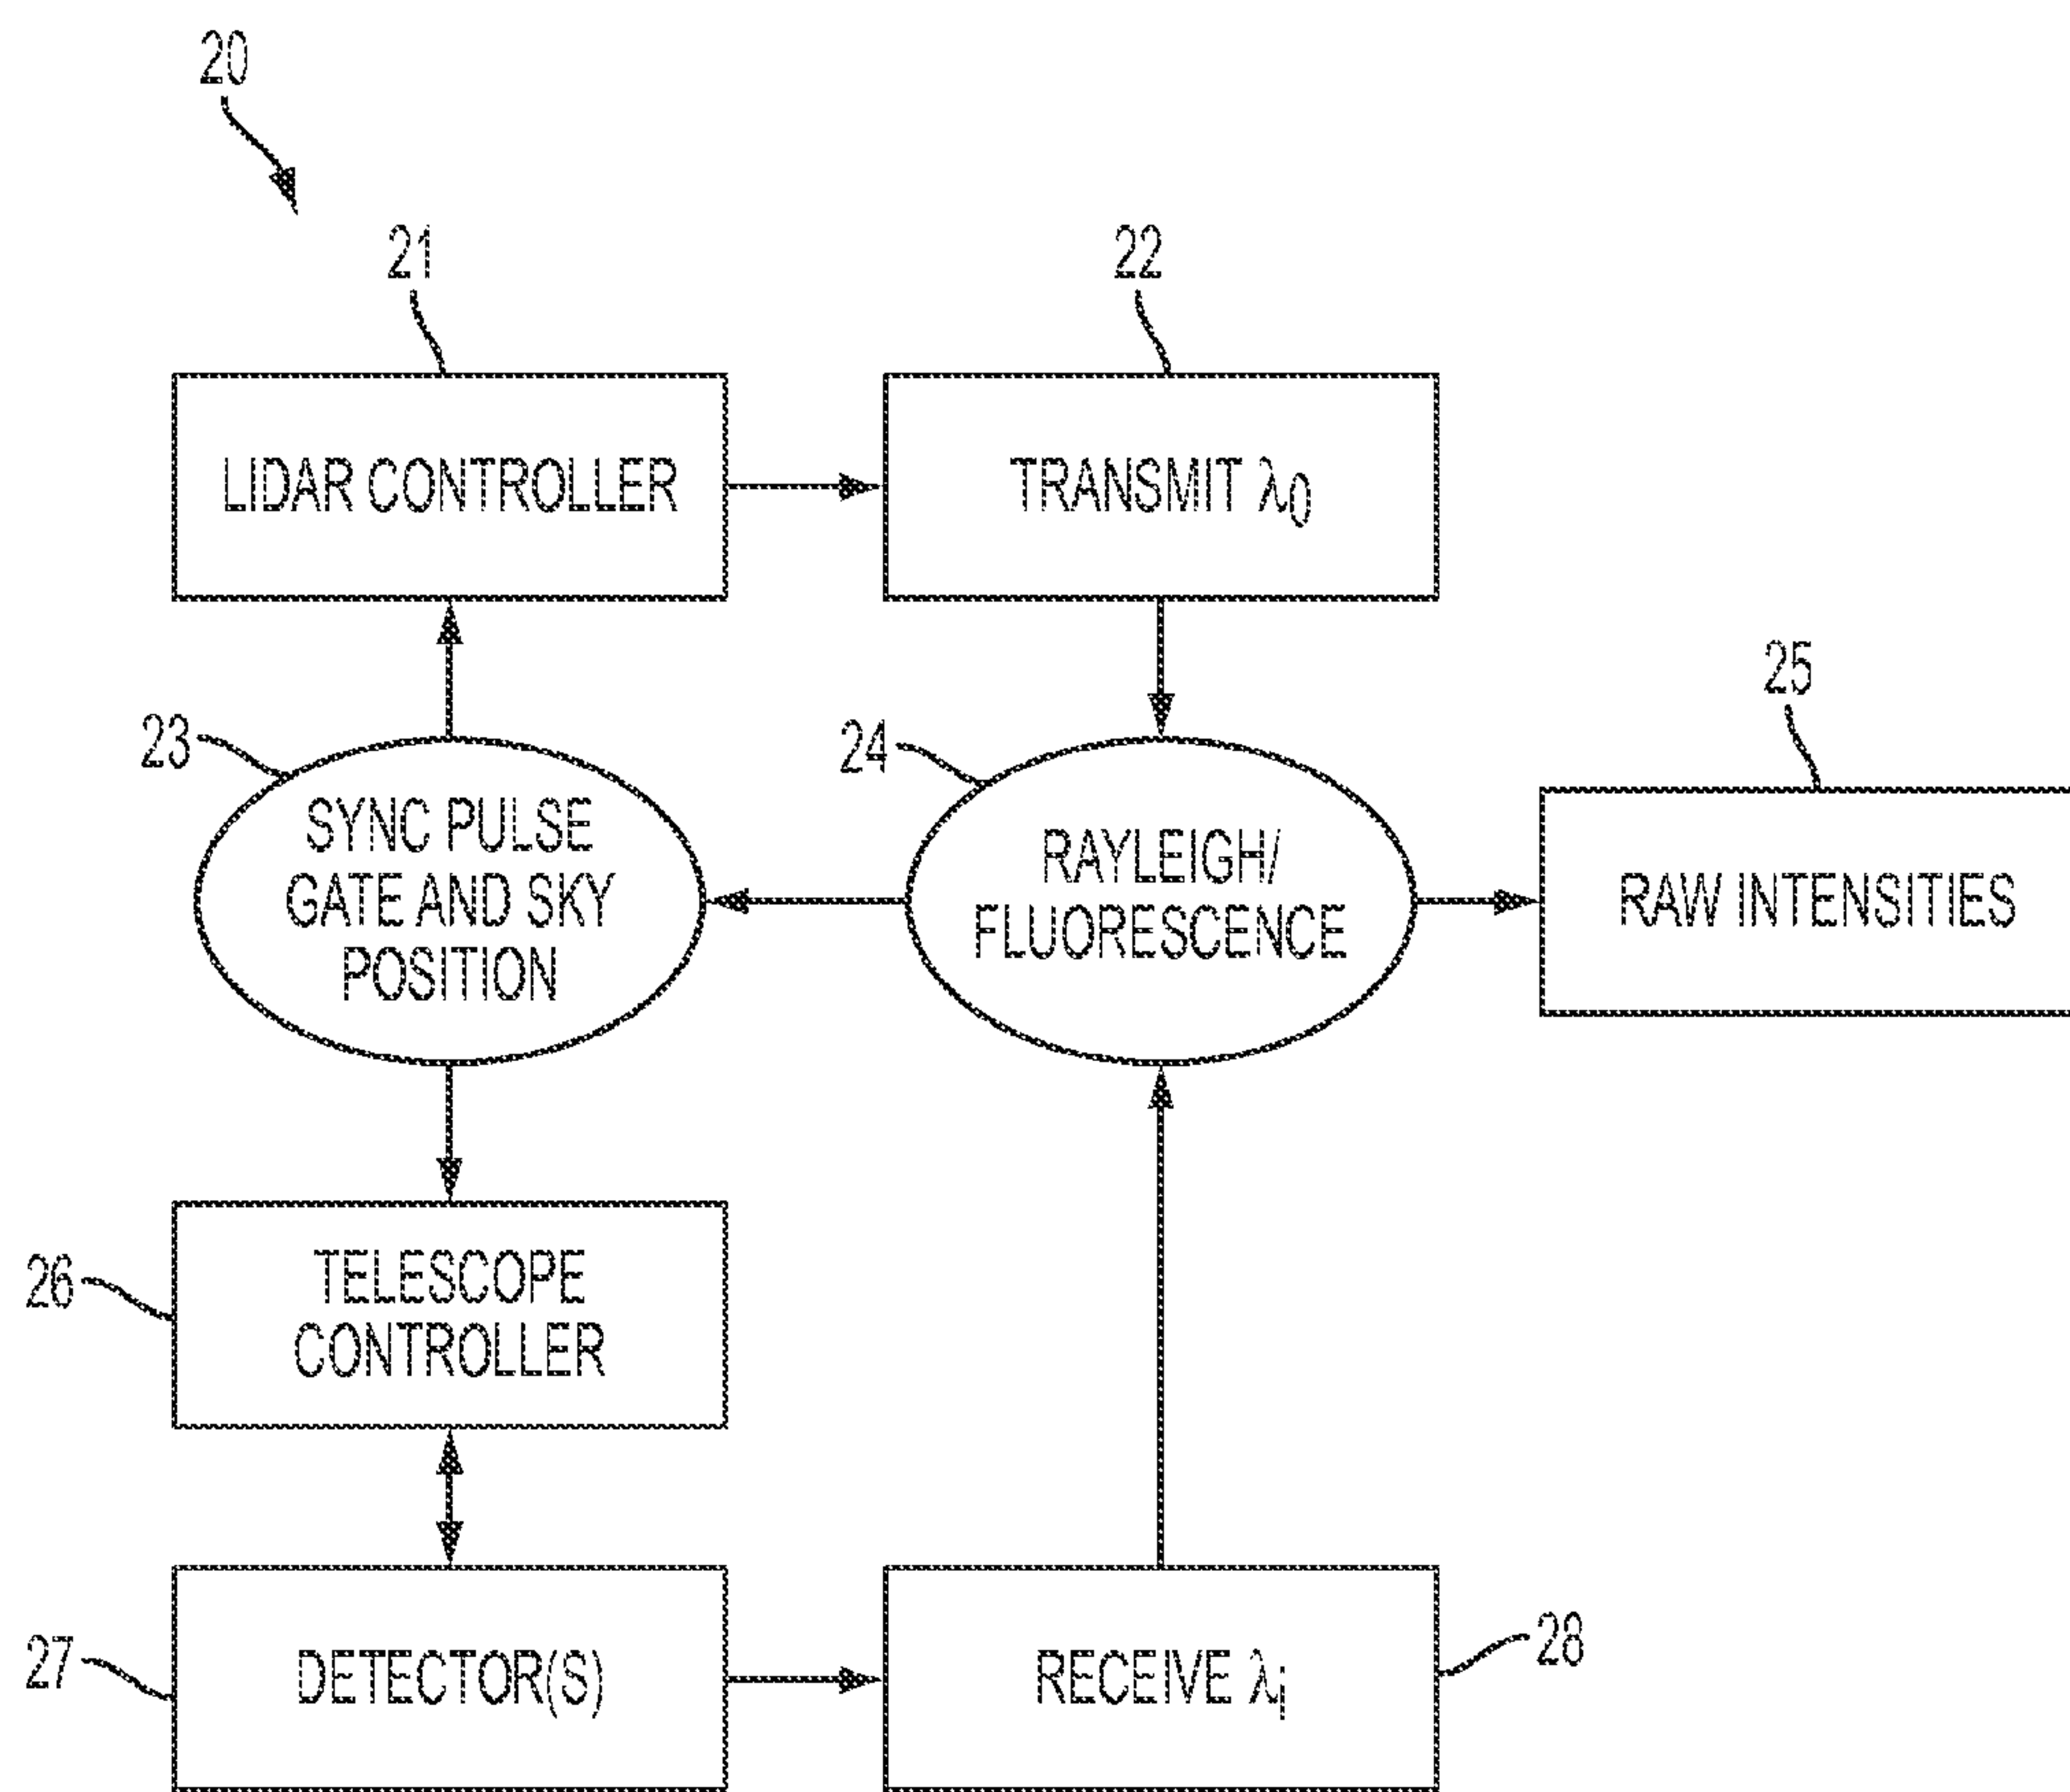 20
21
22
LIDAR CONTROLLER
TRANSMIT λ0
23
24
25
SYNC PULSE
GATE AND SKY
POSITION
RAYLEIGH/
FLUORESCENCE
RAW INTENSITIES
26
TELESCOPE
CONTROLLER
27
DETECTOR(S)
RECEIVE λi
28